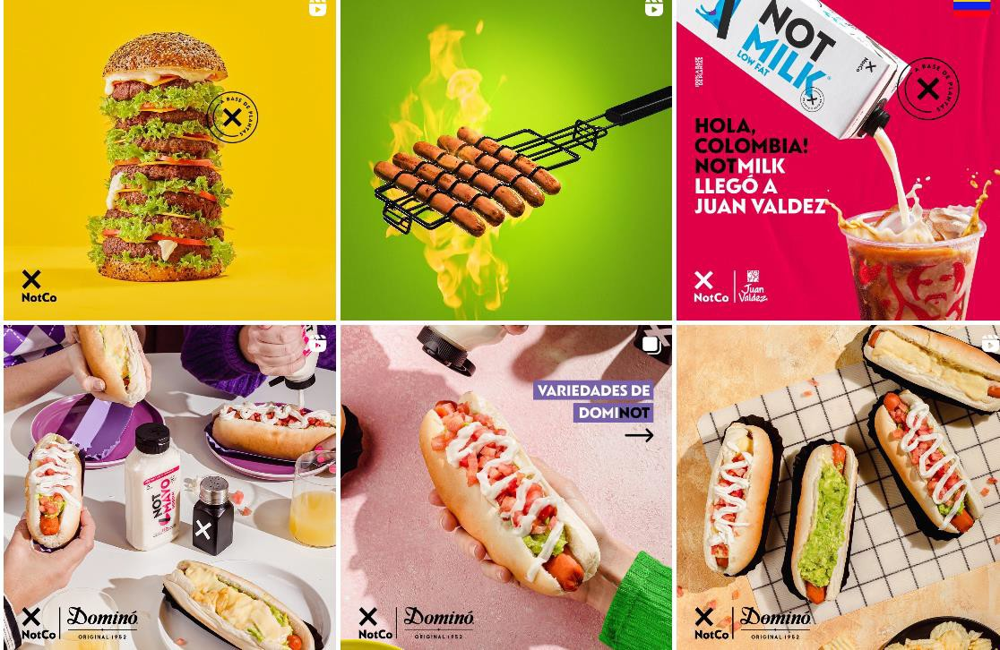 A BASE DE PLANTAS
NotCo
NOT
MILK
LOW FAT
NotCo
A BASE DE PLANTAS
HOLA,
COLOMBIA!
NOTMILK
LLEGÓ A
JUAN VALDEZ
NotCo
Juan
Valdez
NOT
MAYO
NotCo
Dominó
ORIGINAL 1952
VARIEDADES DE
DOMINOT
NotCo
Dominó
ORIGINAL 1952
NotCo
Dominó
ORIGINAL 1952